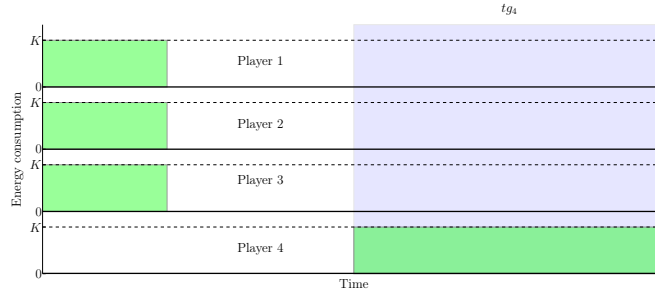 tg4
K
Player 1
0
K
Player 2
0
K
Player 3
0
K
Player 4
0
Energy consumption
Time